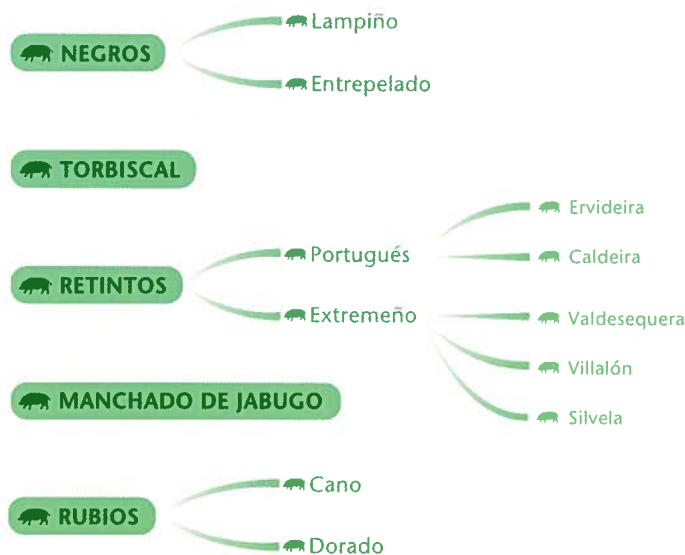 NEGROS
Lampiño
Entrepelado
TORBISCAL
RETINTOS
Portugués
Ervideira
Caldeira
Extremeño
Valdesequera
Villalón
Silvela
MANCHADO DE JABUGO
RUBIOS
Cano
Dorado